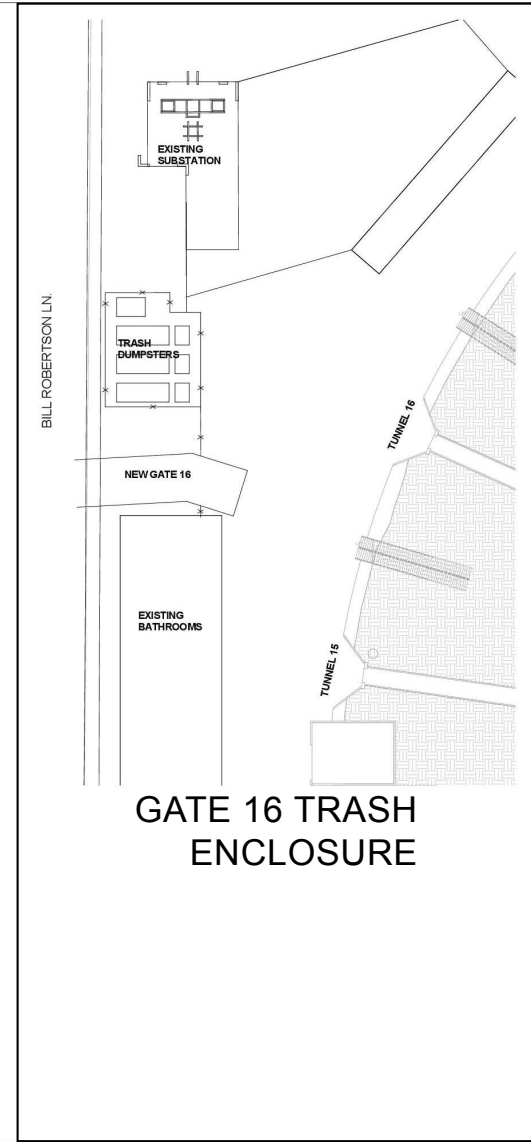 EXISTING
SUBSTATION
BILL ROBERTSON LN.
TRASH
DUMPSTERS
TUNNEL 16
NEW GATE 16
EXISTING
BATHROOMS
TUNNEL 15
GATE 16 TRASH
ENCLOSURE